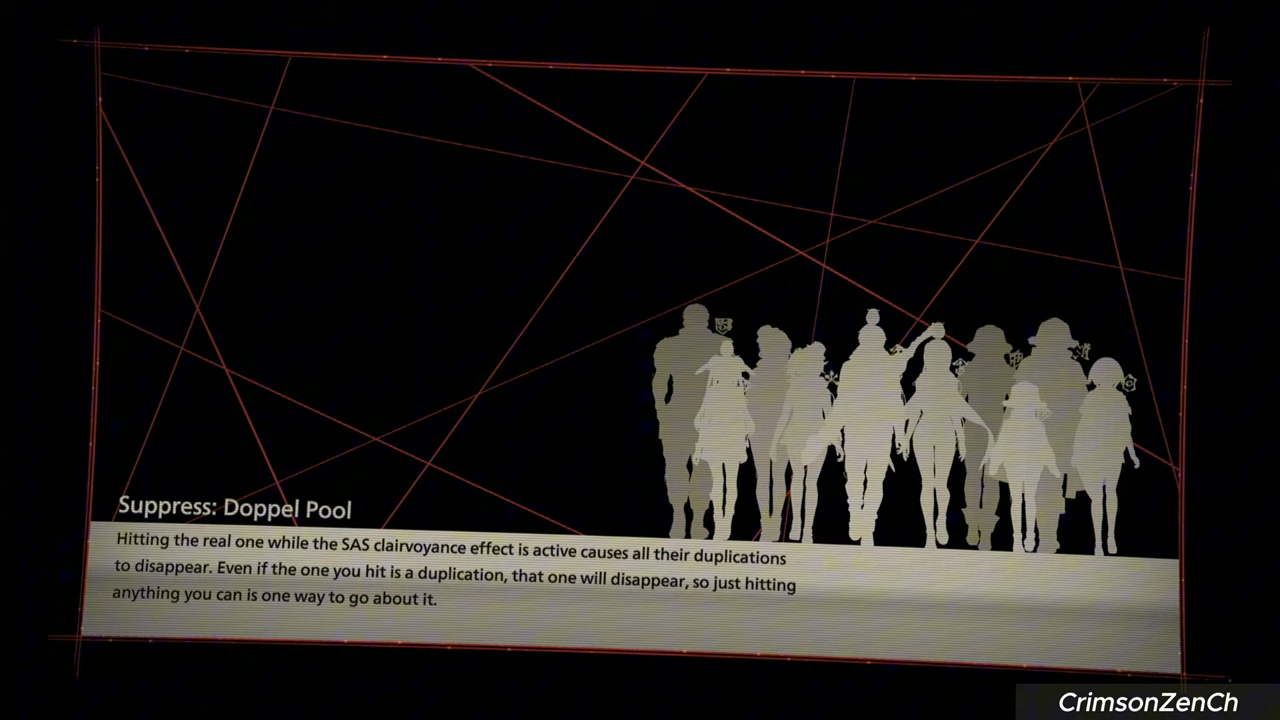 Suppress: Doppel Pool
Hitting the real one while the SAS clairvoyance effect is active causes all their duplications
to disappear. Even if the one you hit is a duplication, that one will disappear, so just hitting
anything you can is one way to go about it.
CrimsonZenCh